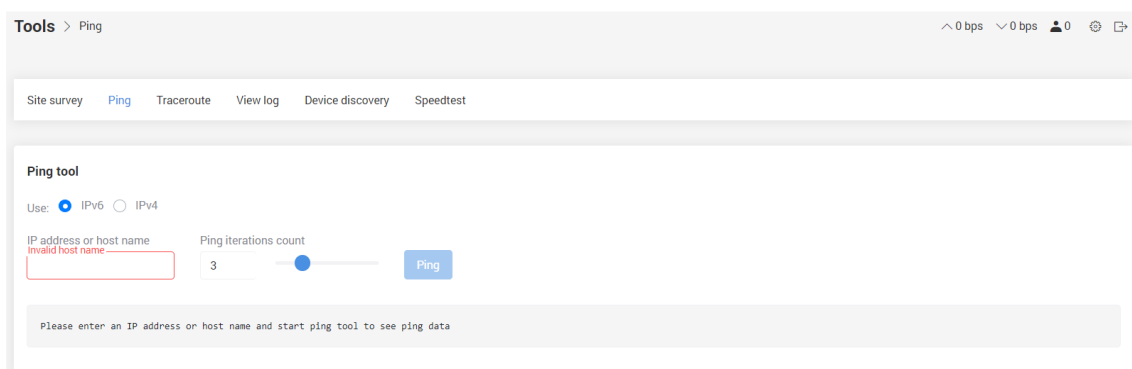 Tools > Ping
0 bps 0 bps 0
Site survey Ping Traceroute View log Device discovery Speedtest
Ping tool
Use: IPv6 IPv4
IP address or host name Ping iterations count
Invalid host name
3 Ping
Please enter an IP address or host name and start ping tool to see ping data